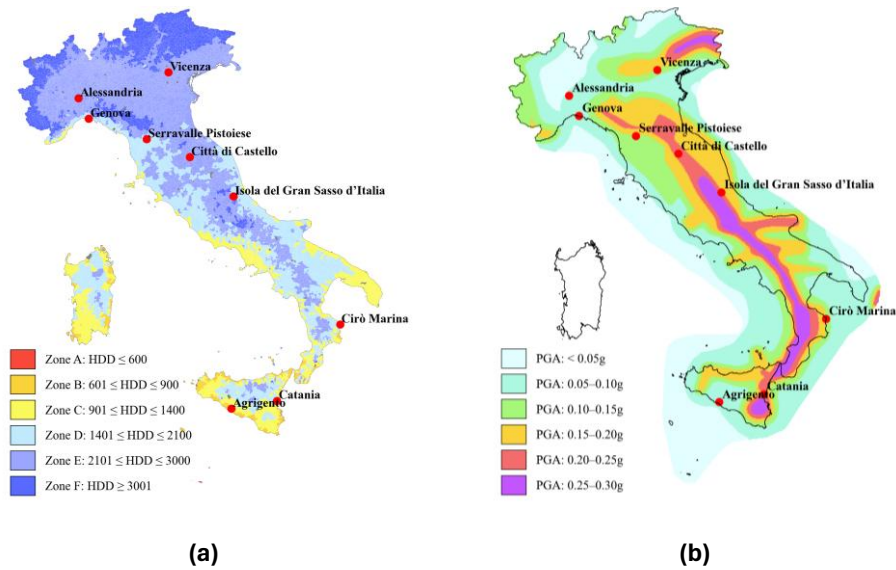 Vicenza
Alessandria
Genova
Serravalle Pistoiese
Città di Castello
Isola del Gran Sasso d'Italia
Cirò Marina
Catania
Agrigento
Zone A: HDD ≤ 600
Zone B: 601 ≤ HDD ≤ 900
Zone C: 901 ≤ HDD ≤ 1400
Zone D: 1401 ≤ HDD ≤ 2100
Zone E: 2101 ≤ HDD ≤ 3000
Zone F: HDD ≥ 3001
(a)
Vicenza
Alessandria
Genova
Serravalle Pistoiese
Città di Castello
Isola del Gran Sasso d'Italia
Cirò Marina
Catania
Agrigento
PGA: < 0.05g
PGA: 0.05–0.10g
PGA: 0.10–0.15g
PGA: 0.15–0.20g
PGA: 0.20–0.25g
PGA: 0.25–0.30g
(b)